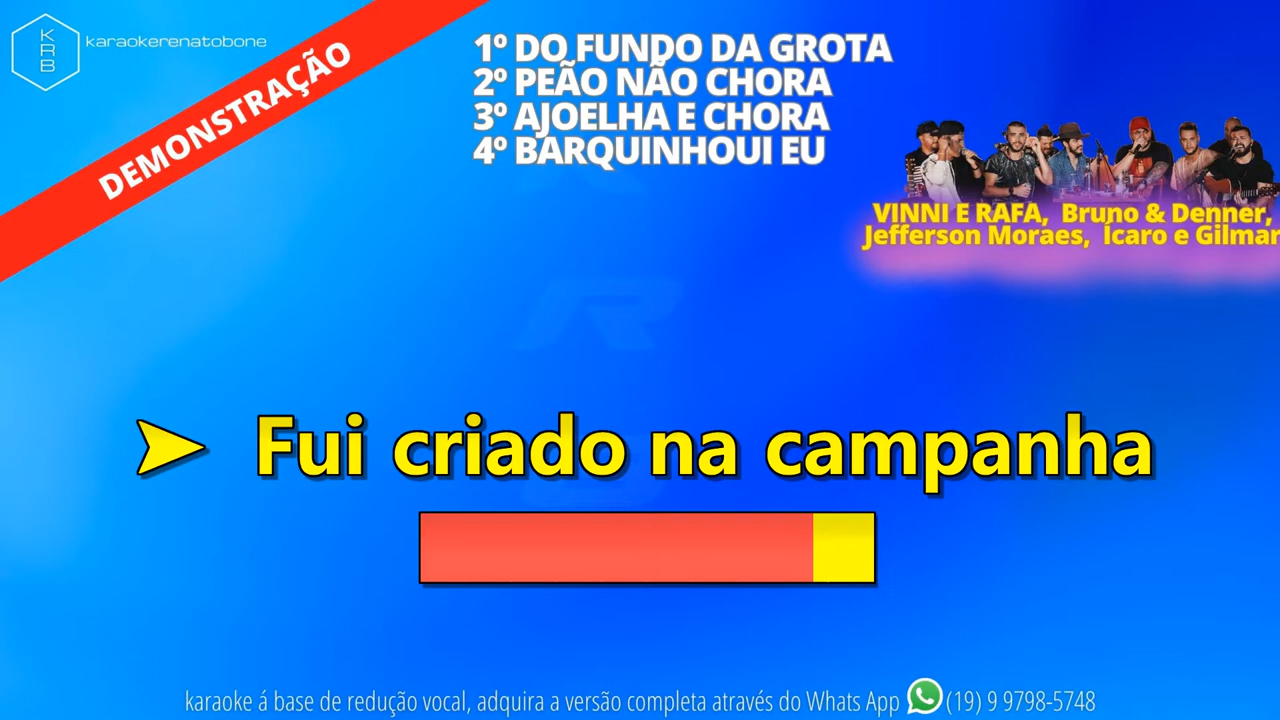 KRB
karaokerenatobone
DEMONSTRAÇÃO
1º DO FUNDO DA GROTA
2º PEÃO NÃO CHORA
3º AJOELHA E CHORA
4º BARQUINHOUI EU
VINNI E RAFA, Bruno & Denner,
Jefferson Moraes, Ícaro e Gilmar
➤ Fui criado na campanha
karaoke á base de redução vocal, adquira a versão completa através do Whats App (19) 9 9798-5748